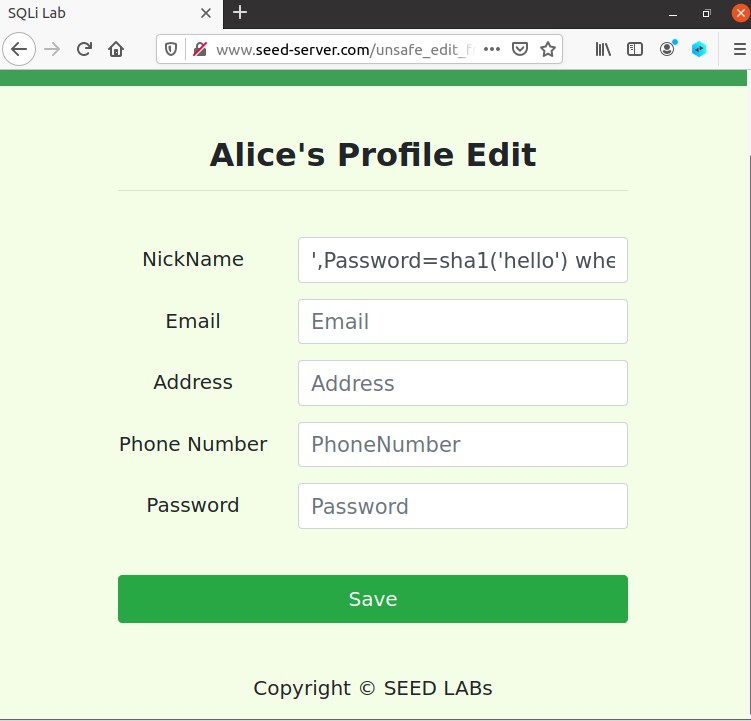 SQLi Lab
www.seed-server.com/unsafe_edit_f
Alice's Profile Edit
NickName
',Password=sha1('hello') whe
Email
Email
Address
Address
Phone Number
PhoneNumber
Password
Password
Save
Copyright © SEED LABs